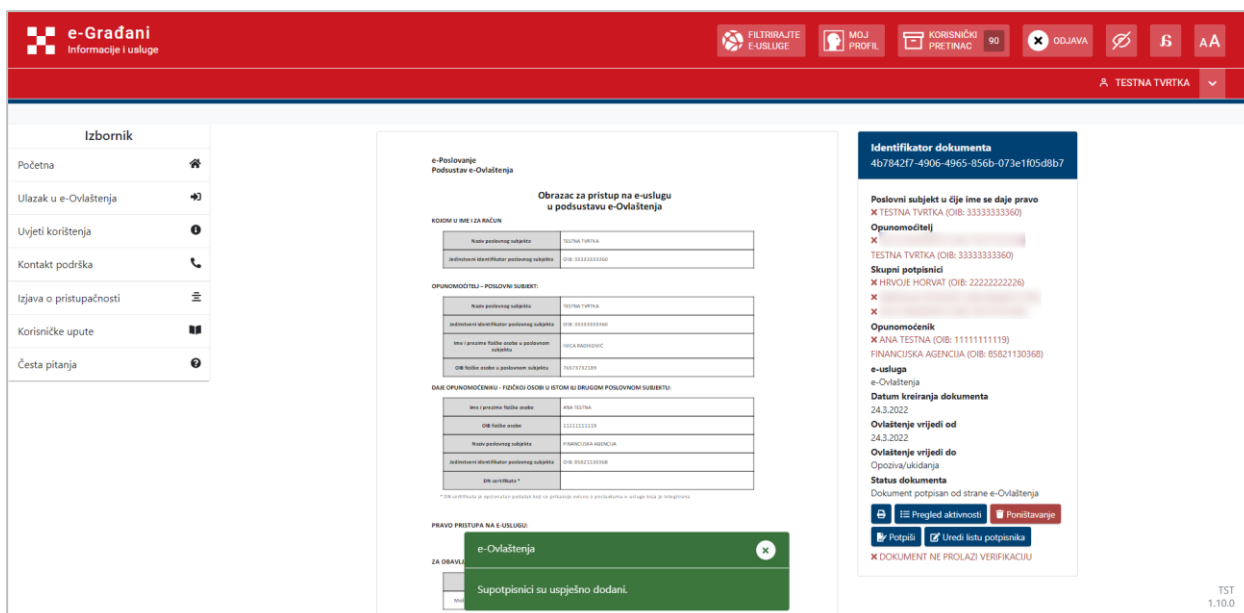 e-Građani
Informacije i usluge
FILTRIRAJTE
E-USLUGE
MOJ
PROFIL
KORISNIČKI
PRETINAC
90
ODJAVA
AA
TESTNA TVRTKA
Izbornik
Početna
Ulazak u e-Ovlaštenja
Uvjeti korištenja
Kontakt podrška
Izjava o pristupačnosti
Korisničke upute
Česta pitanja
e-Poslovanje
Podsustav e-Ovlaštenja
Obrazac za pristup na e-uslugu
u podsustavu e-Ovlaštenja
KOJOM U IME I ZA RAČUN
Naziv poslovnog subjekta TESTNA TVRTKA
Jedinstveni identifikator poslovnog subjekta OIB: 33333333360
OPUNOMOĆITELJ – POSLOVNI SUBJEKT:
Naziv poslovnog subjekta TESTNA TVRTKA
Jedinstveni identifikator poslovnog subjekta OIB: 33333333360
Ime i prezime fizičke osobe u poslovnom
subjektu
OIB fizičke osobe u poslovnom subjektu
DAJE OPUNOMOĆENIKU - FIZIČKOJ OSOBI U ISTOM ILI DRUGOM POSLOVNOM SUBJEKTU:
Ime i prezime fizičke osobe ANA TESTNA
OIB fizičke osobe 11111111119
Naziv poslovnog subjekta FINANCIJSKA AGENCIJA
Jedinstveni identifikator poslovnog subjekta OIB: 85821130368
DN certifikata *
PRAVO PRISTUPA NA E-USLUGU:
e-Ovlaštenja
Supotpisnici su uspješno dodani.
Identifikator dokumenta
4b7842f7-4906-4965-856b-073e1f05d8b7
Poslovni subjekt u čije ime se daje pravo
TESTNA TVRTKA (OIB: 33333333360)
Opunomoćitelj
TESTNA TVRTKA (OIB: 33333333360)
Skupni potpisnici
HRVOJE HORVAT (OIB: 22222222226)
Opunomoćenik
ANA TESTNA (OIB: 11111111119)
FINANCIJSKA AGENCIJA (OIB: 85821130368)
e-usluga
e-Ovlaštenja
Datum kreiranja dokumenta
24.3.2022
Ovlaštenje vrijedi od
24.3.2022
Ovlaštenje vrijedi do
Opoziva/ukidanja
Status dokumenta
Dokument potpisan od strane e-Ovlaštenja
Pregled aktivnosti
Poništavanje
Potpiši
Uredi listu potpisnika
DOKUMENT NE PROLAZI VERIFIKACIJU
TST
1.10.0